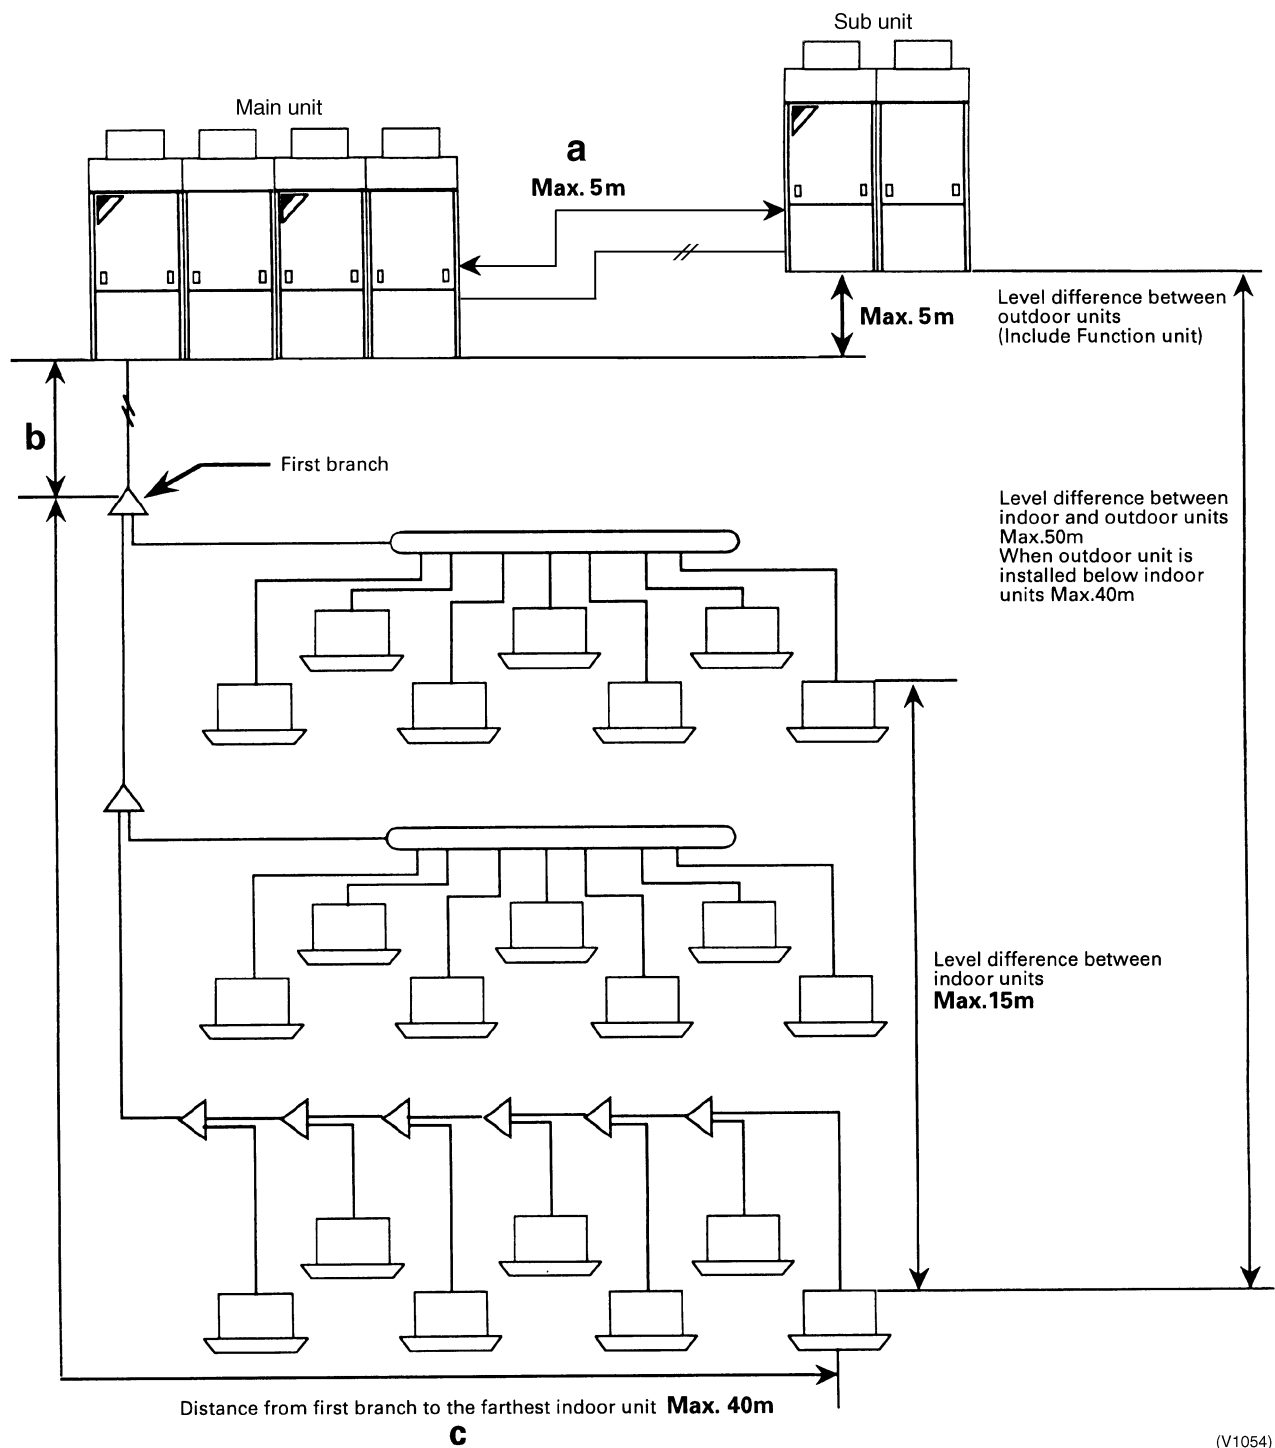 Sub unit
Main unit
a
Max. 5m
Level difference between
outdoor units
(Include Function unit)
Max. 5m
b
First branch
Level difference between
indoor and outdoor units
Max.50m
When outdoor unit is
installed below indoor
units Max.40m
Level difference between
indoor units
Max.15m
Distance from first branch to the farthest indoor unit Max. 40m
c
(V1054)